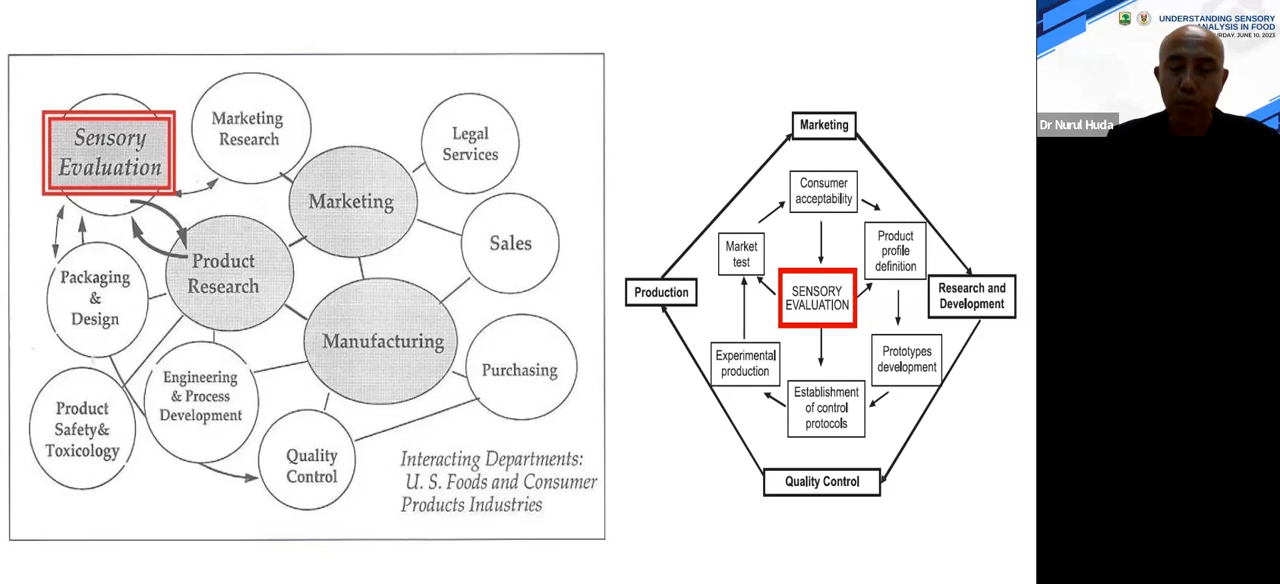 Sensory
Evaluation
Marketing
Research
Legal
Services
Marketing
Sales
Product
Research
Packaging
&
Design
Manufacturing
Purchasing
Engineering
& Process
Development
Product
Safety&
Toxicology
Quality
Control
Interacting Departments:
U. S. Foods and Consumer
Products Industries
Marketing
Consumer
acceptability
Market
test
Product
profile
definition
Production
SENSORY
EVALUATION
Research and
Development
Experimental
production
Prototypes
development
Establishment
of control
protocols
Quality Control
UNDERSTANDING SENSORY
ANALYSIS IN FOOD
JUNE 10, 2023
Dr Nurul Huda